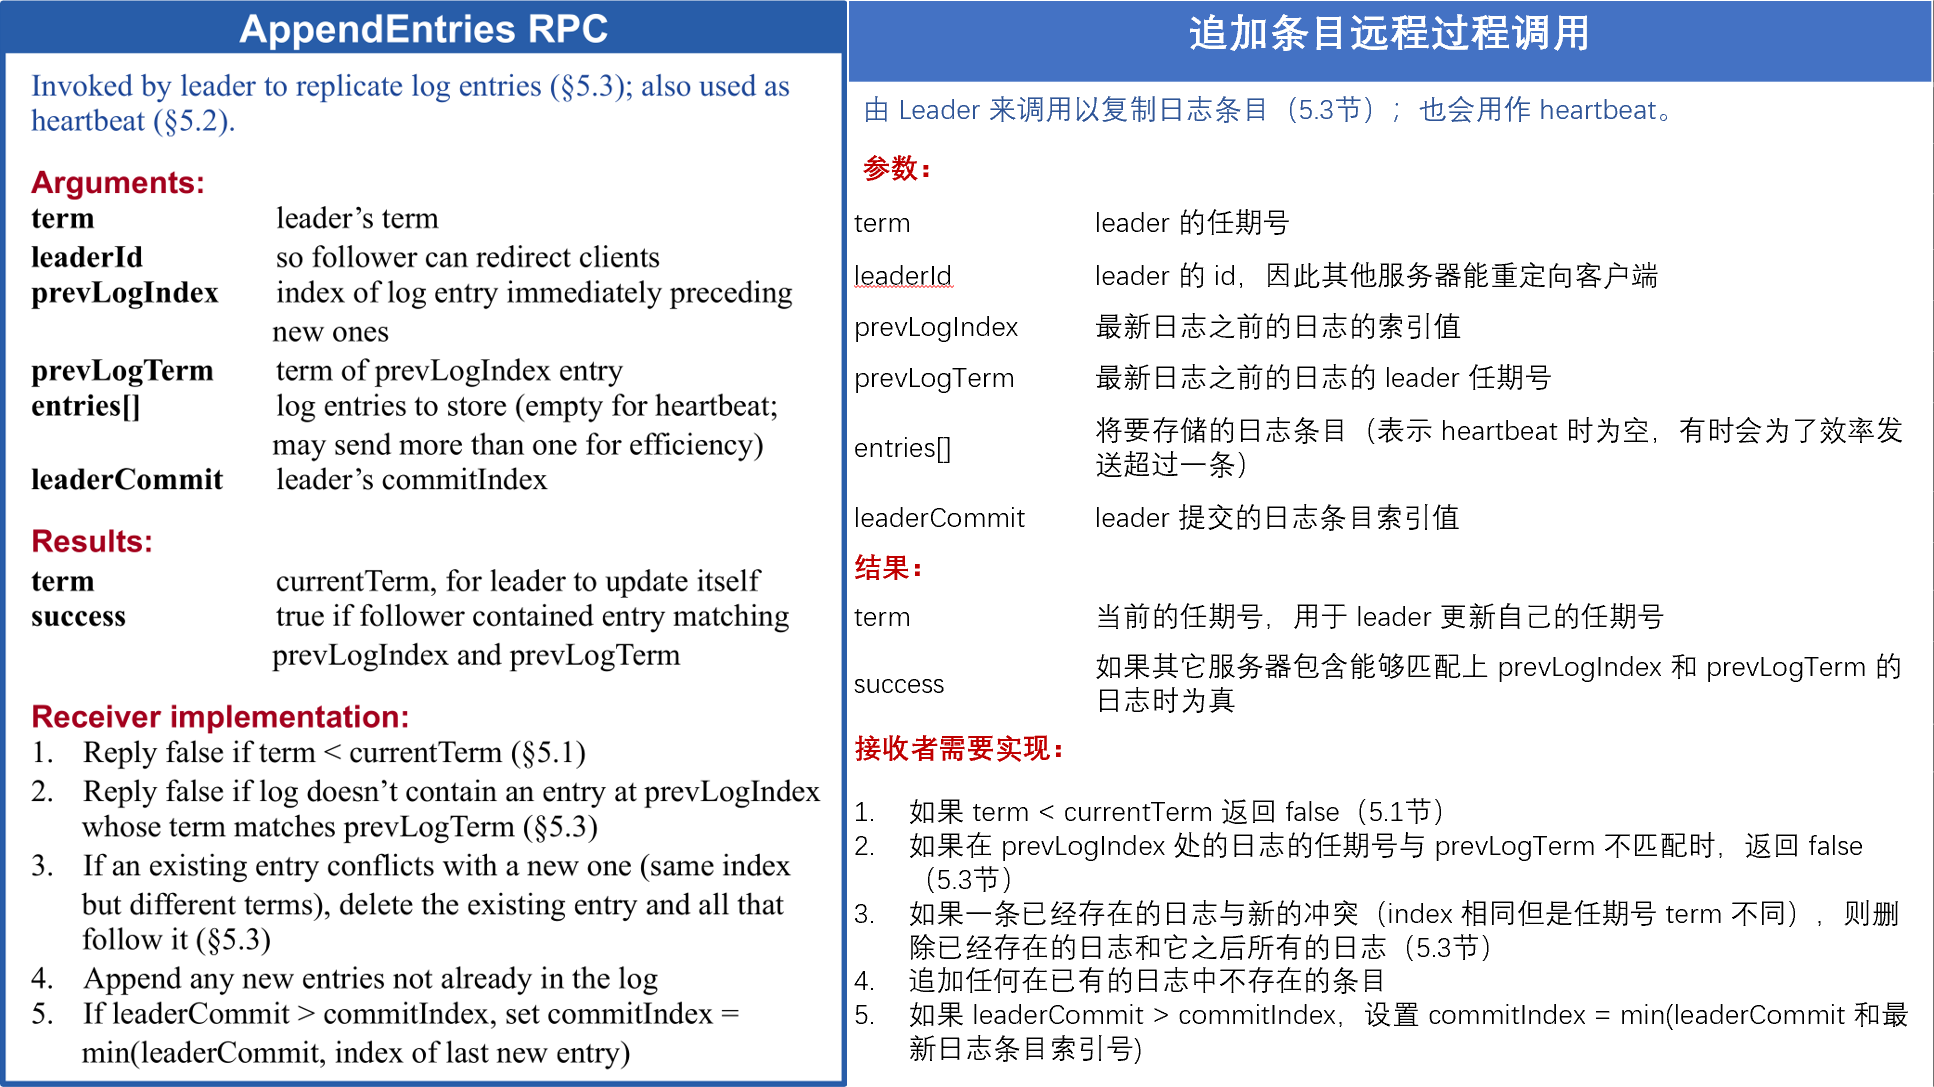 AppendEntries RPC
Invoked by leader to replicate log entries (§5.3); also used as
heartbeat (§5.2).
Arguments:
term leader’s term
leaderId so follower can redirect clients
prevLogIndex index of log entry immediately preceding
new ones
prevLogTerm term of prevLogIndex entry
entries[] log entries to store (empty for heartbeat;
may send more than one for efficiency)
leaderCommit leader’s commitIndex
Results:
term currentTerm, for leader to update itself
success true if follower contained entry matching
prevLogIndex and prevLogTerm
Receiver implementation:
1. Reply false if term < currentTerm (§5.1)
2. Reply false if log doesn’t contain an entry at prevLogIndex
whose term matches prevLogTerm (§5.3)
3. If an existing entry conflicts with a new one (same index
but different terms), delete the existing entry and all that
follow it (§5.3)
4. Append any new entries not already in the log
5. If leaderCommit > commitIndex, set commitIndex =
min(leaderCommit, index of last new entry)
追加条目远程过程调用
由 Leader 来调用以复制日志条目（5.3节）；也会用作 heartbeat。
参数：
term leader 的任期号
leaderId leader 的 id，因此其他服务器能重定向客户端
prevLogIndex 最新日志之前的日志的索引值
prevLogTerm 最新日志之前的日志的 leader 任期号
entries[] 将要存储的日志条目（表示 heartbeat 时为空，有时会为了效率发
送超过一条）
leaderCommit leader 提交的日志条目索引值
结果：
term 当前的任期号，用于 leader 更新自己的任期号
success 如果其它服务器包含能够匹配上 prevLogIndex 和 prevLogTerm 的
日志时为真
接收者需要实现：
1. 如果 term < currentTerm 返回 false（5.1节）
2. 如果在 prevLogIndex 处的日志的任期号与 prevLogTerm 不匹配时，返回 false
（5.3节）
3. 如果一条已经存在的日志与新的冲突（index 相同但是任期号 term 不同），则删
除已经存在的日志和它之后所有的日志（5.3节）
4. 追加任何在已有的日志中不存在的条目
5. 如果 leaderCommit > commitIndex，设置 commitIndex = min(leaderCommit 和最
新日志条目索引号)